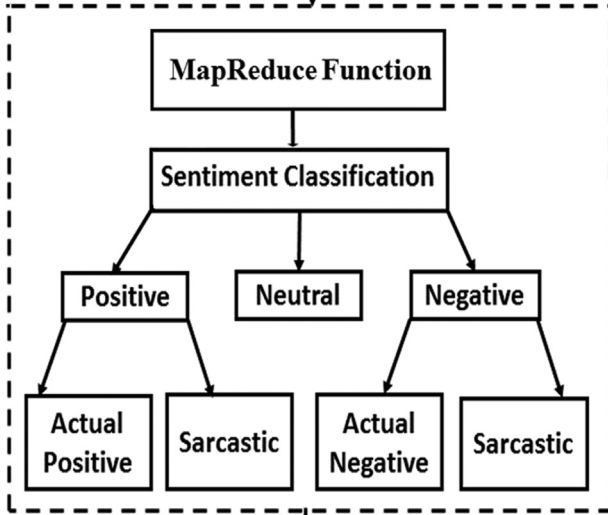 MapReduce Function
Sentiment Classification
Positive
Neutral
Negative
Actual
Positive
Sarcastic
Actual
Negative
Sarcastic